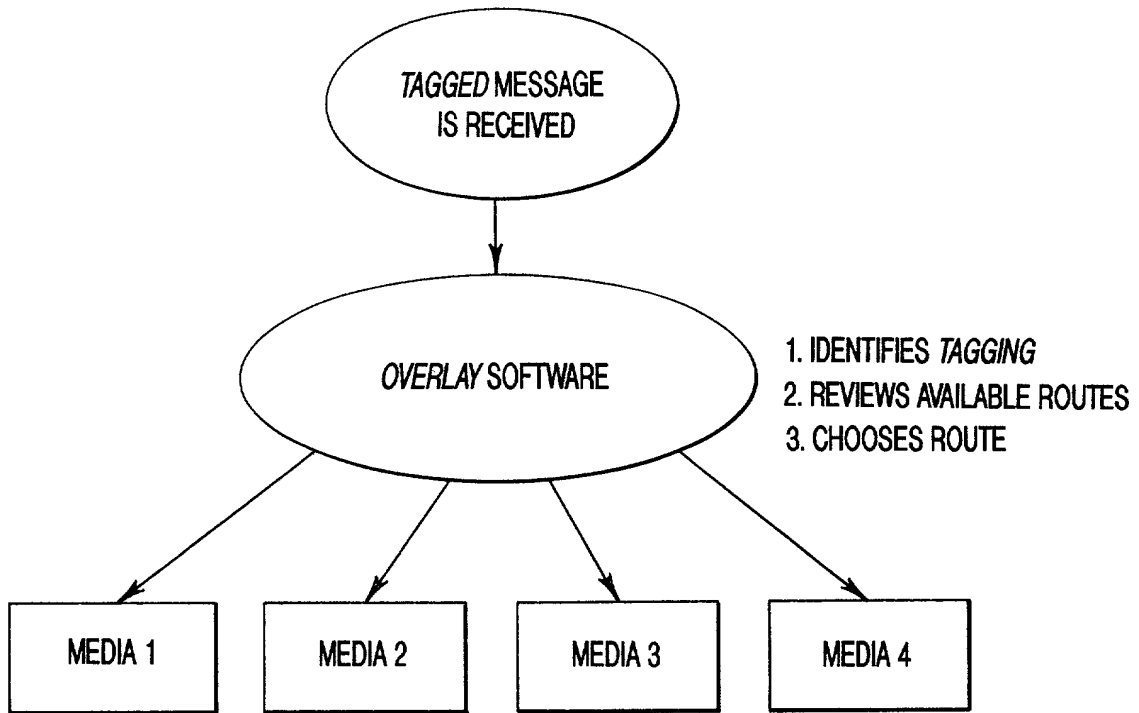 TAGGED MESSAGE
IS RECEIVED
OVERLAY SOFTWARE
1. IDENTIFIES TAGGING
2. REVIEWS AVAILABLE ROUTES
3. CHOOSES ROUTE
MEDIA 1
MEDIA 2
MEDIA 3
MEDIA 4